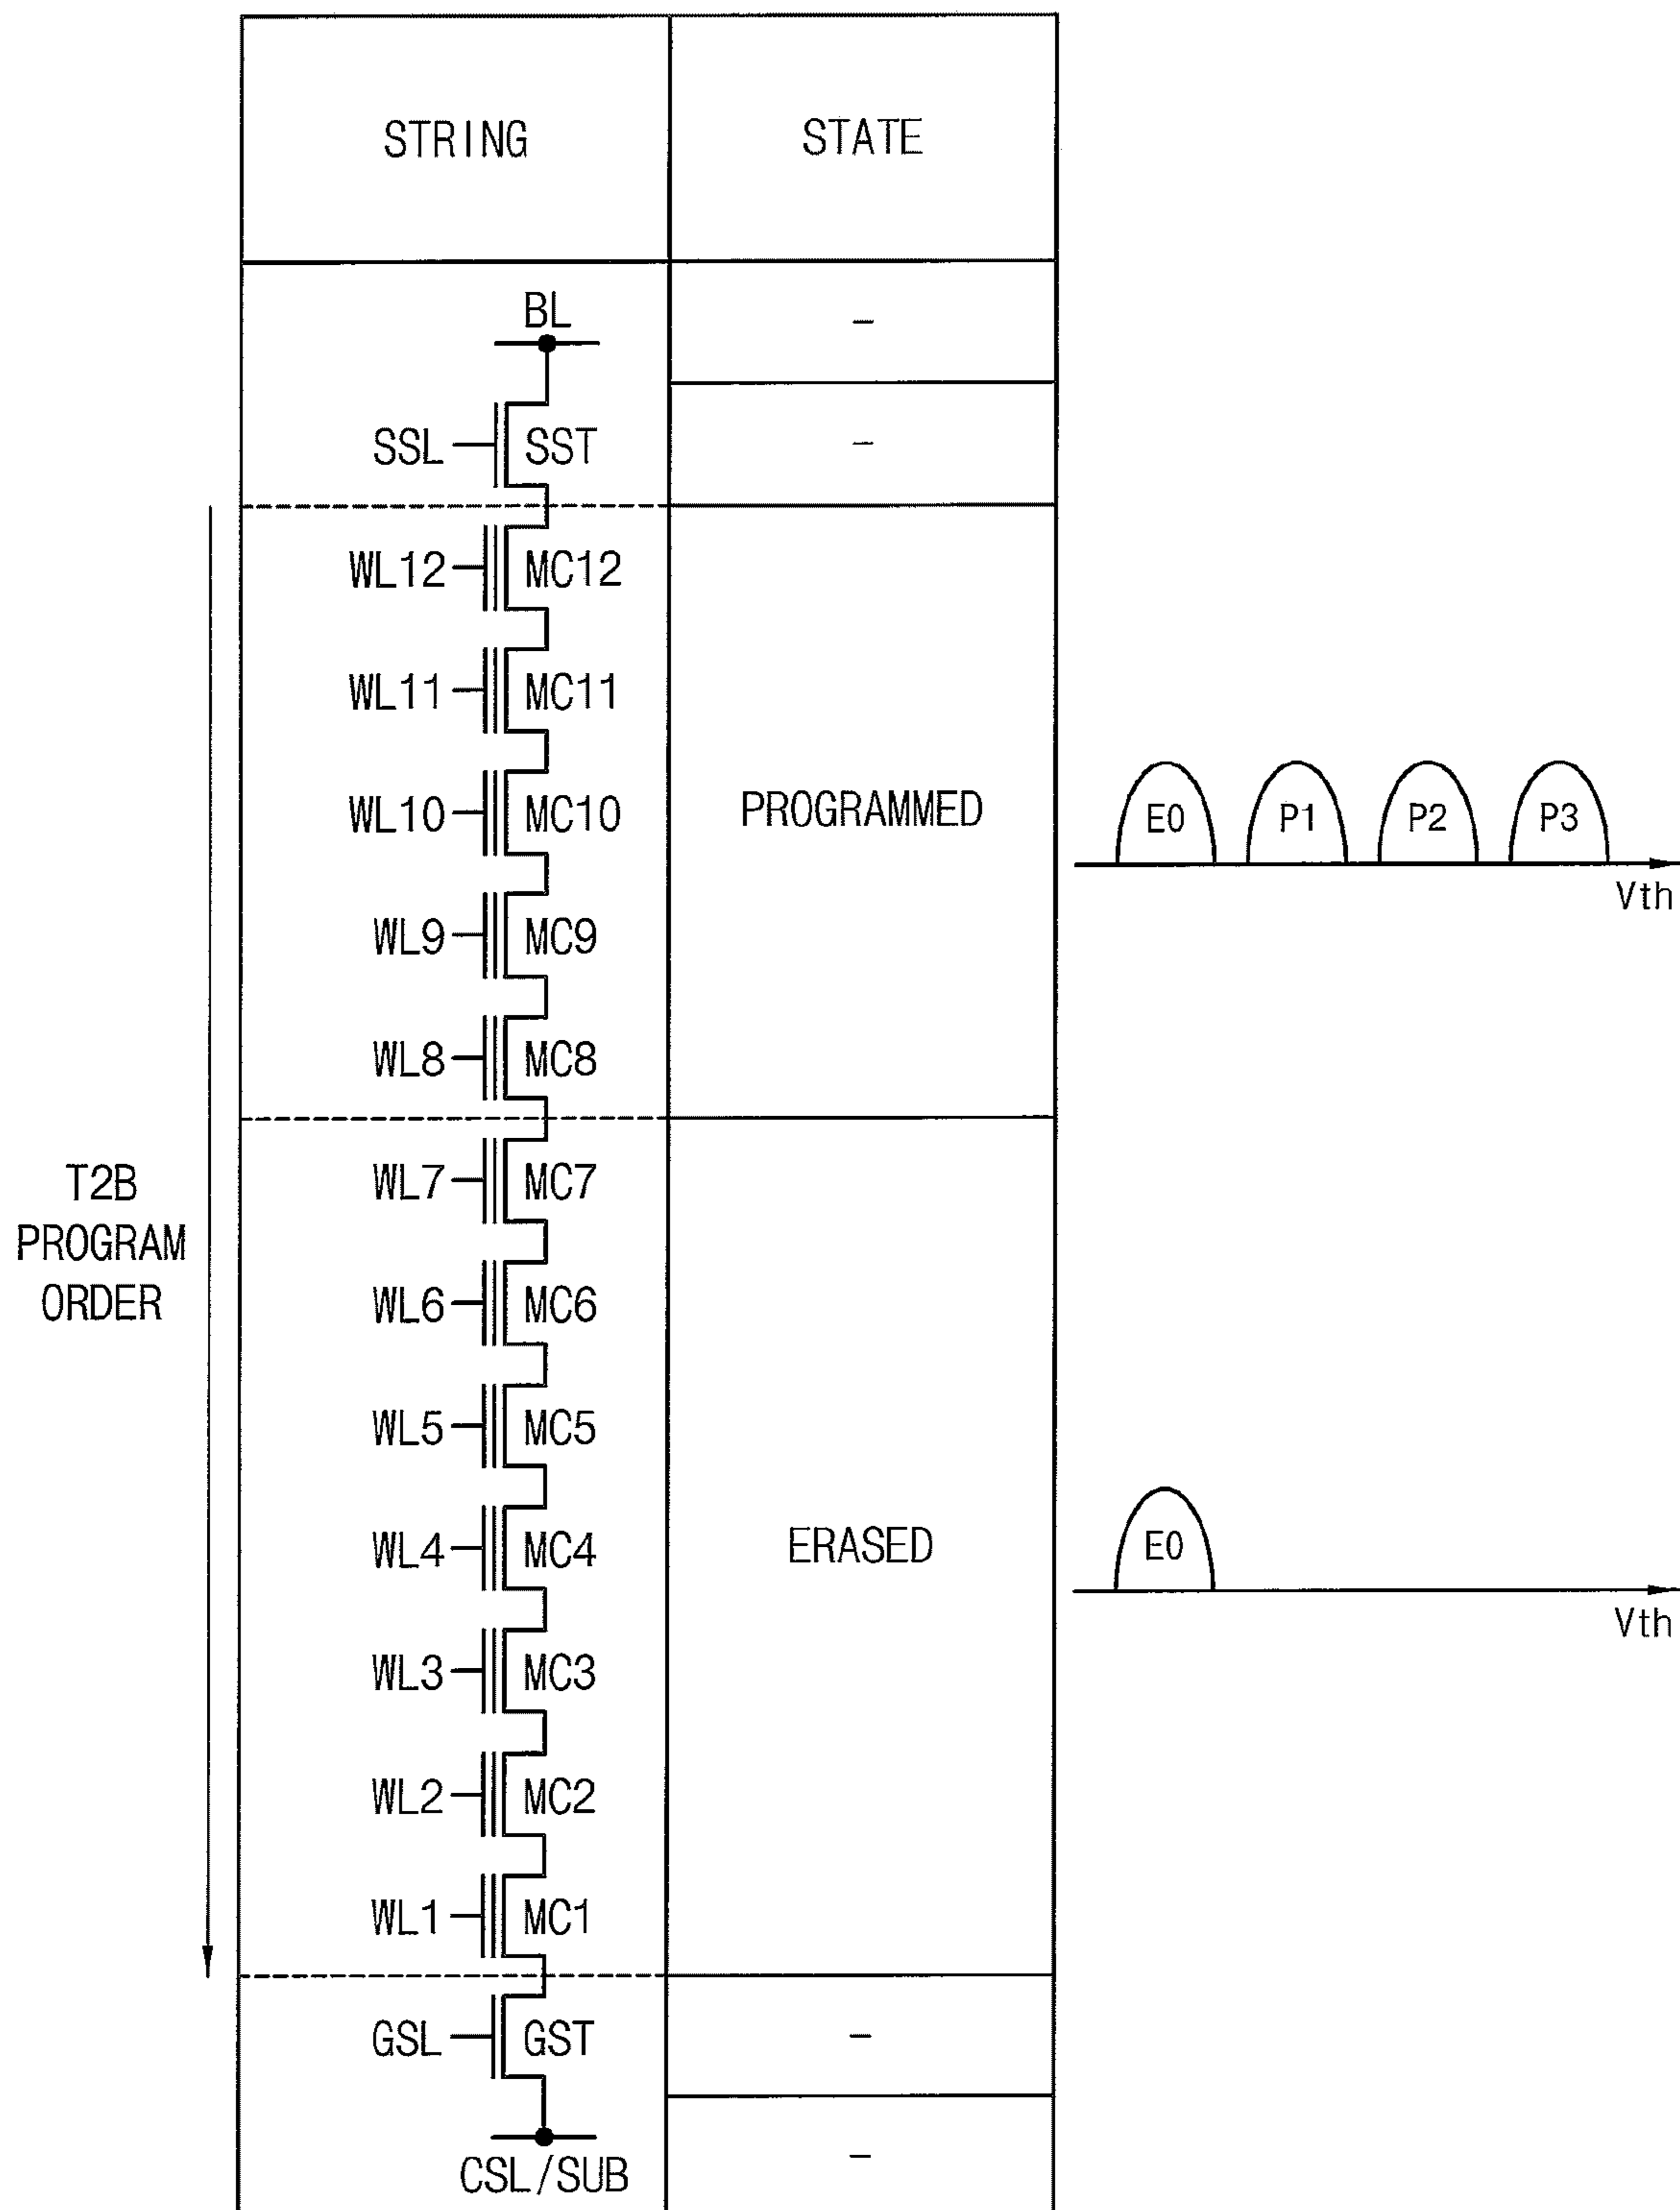 STRING STATE
BL -
SSL SST -
WL12 MC12
WL11 MC11
WL10 MC10
WL9 MC9
WL8 MC8
PROGRAMMED
E0 P1 P2 P3
Vth
T2B
PROGRAM
ORDER
WL7 MC7
WL6 MC6
WL5 MC5
WL4 MC4
WL3 MC3
WL2 MC2
WL1 MC1
ERASED
E0
Vth
GSL GST -
CSL/SUB -